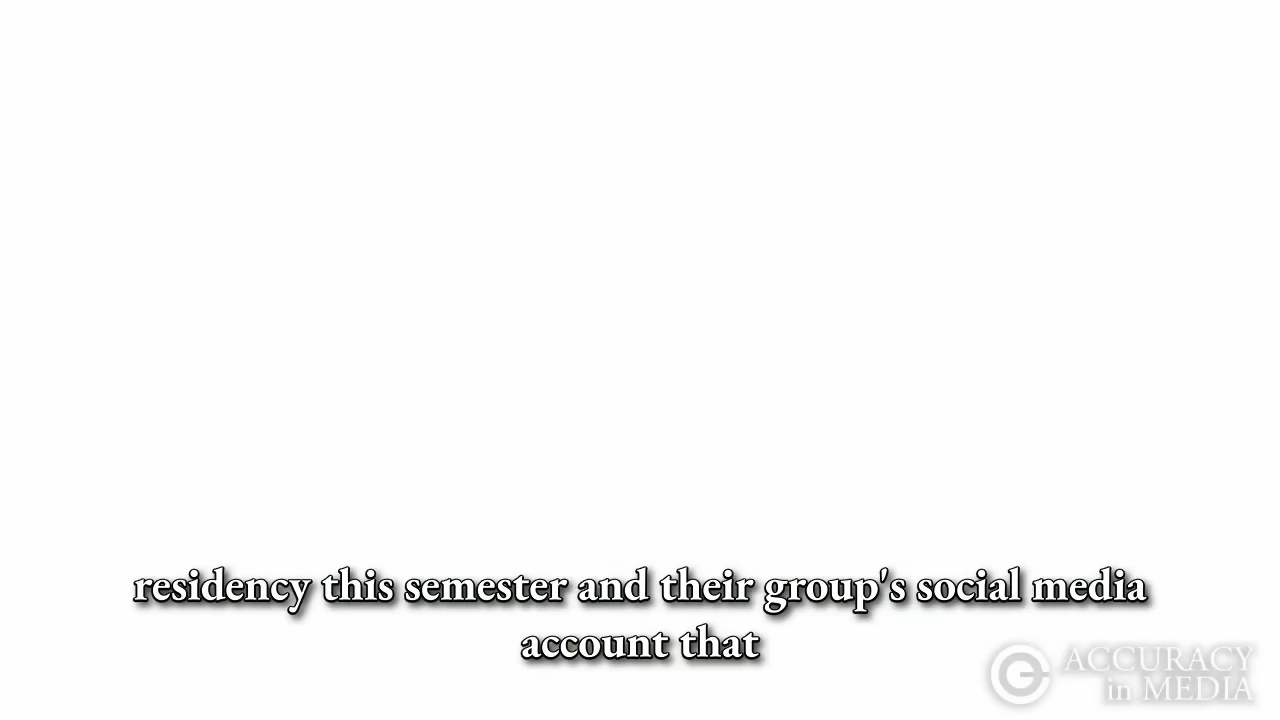 residency this semester and their group's social media
account that
ACCURACY
in MEDIA